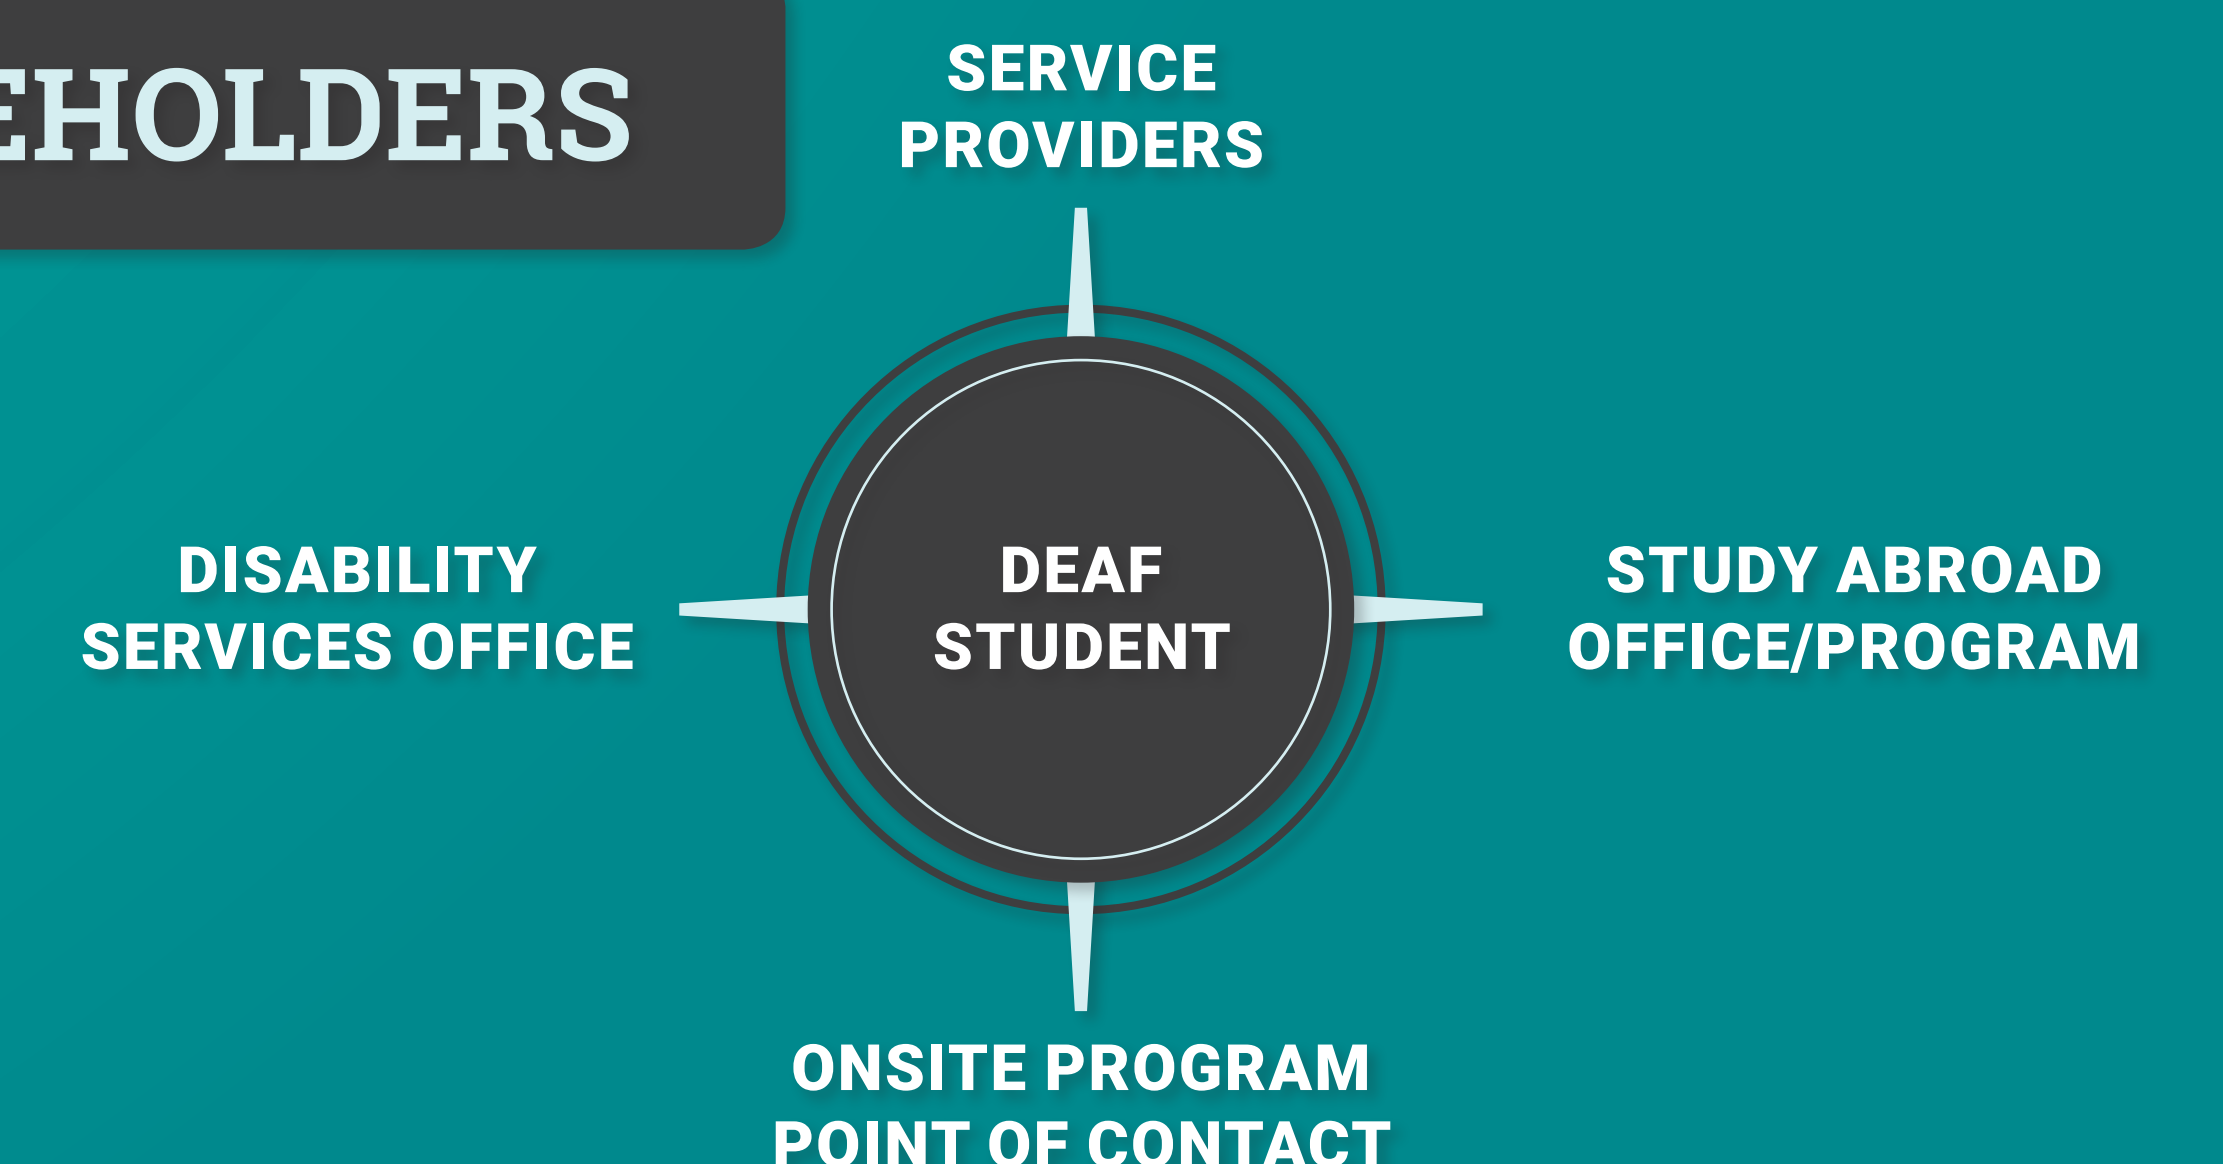 EHOLDERS
SERVICE
PROVIDERS
DISABILITY
SERVICES OFFICE
DEAF
STUDENT
STUDY ABROAD
OFFICE/PROGRAM
ONSITE PROGRAM
POINT OF CONTACT